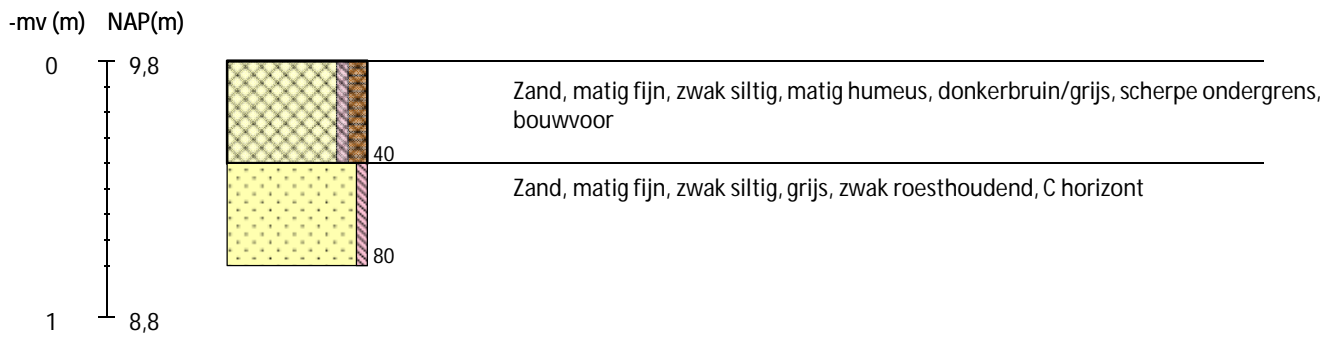 -mv (m) NAP(m)
0 9,8
Zand, matig fijn, zwak siltig, matig humeus, donkerbruin/grijs, scherpe ondergrens,
bouwvoor
40
Zand, matig fijn, zwak siltig, grijs, zwak roesthoudend, C horizont
80
1 8,8